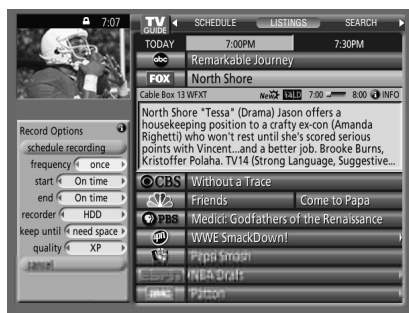 7:07
TV GUIDE
SCHEDULE LISTINGS SEARCH
TODAY 7:00PM 7:30PM
abc Remarkable Journey
FOX North Shore
Cable Box 13 WFXT New 7:00 8:00 INFO
North Shore "Tessa" (Drama) Jason offers a
housekeeping position to a crafty ex-con (Amanda
Righetti) who won't rest until she's scored serious
points with Vincent...and a better job. Brooke Burns,
Kristoffer Polaha. TV14 (Strong Language, Suggestive...
Record Options
schedule recording
frequency once
start On time
end On time
recorder HDD
keep until need space
quality XP
cancel
CBS Without a Trace
Friends Come to Papa
PBS Medici: Godfathers of the Renaissance
upn WWE SmackDown!
NBA Draft